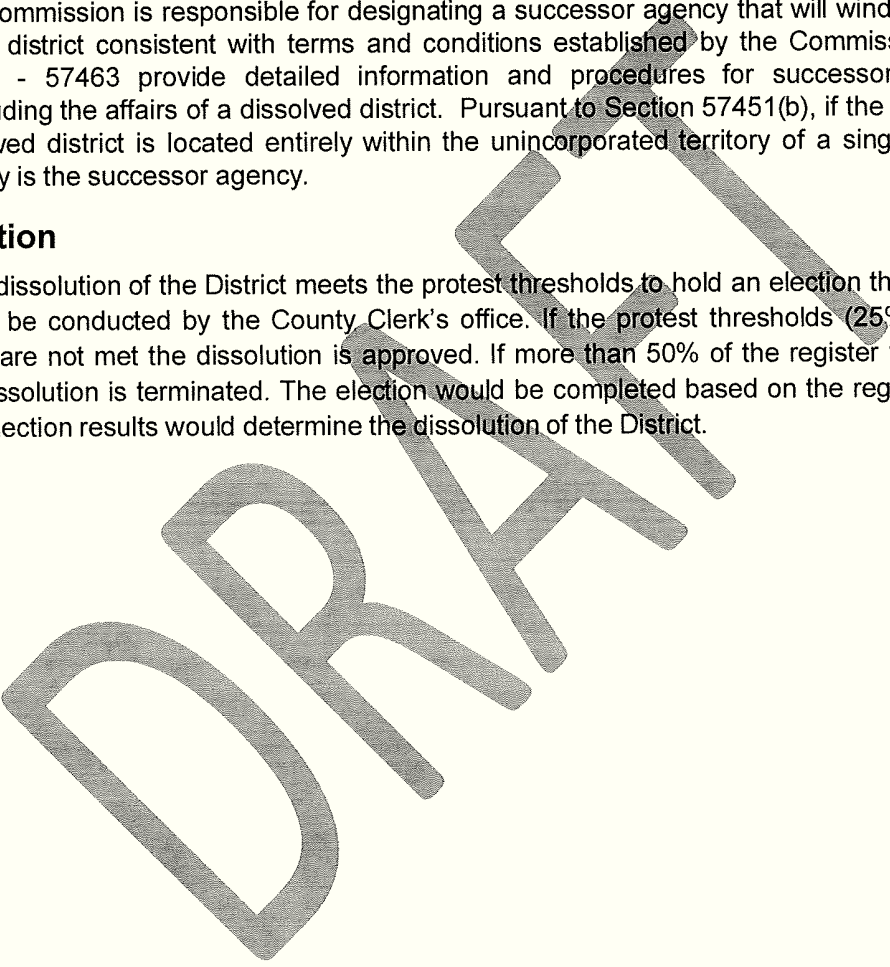 ommission is responsible for designating a successor agency that will wind
district consistent with terms and conditions established by the Commis
- 57463 provide detailed information and procedures for successor
ding the affairs of a dissolved district. Pursuant to Section 57451(b), if the
ed district is located entirely within the unincorporated territory of a sing
y is the successor agency.
tion
dissolution of the District meets the protest thresholds to hold an election th
be conducted by the County Clerk's office. If the protest thresholds (25%
are not met the dissolution is approved. If more than 50% of the register
ssolution is terminated. The election would be completed based on the reg
ection results would determine the dissolution of the District.
DRAFT